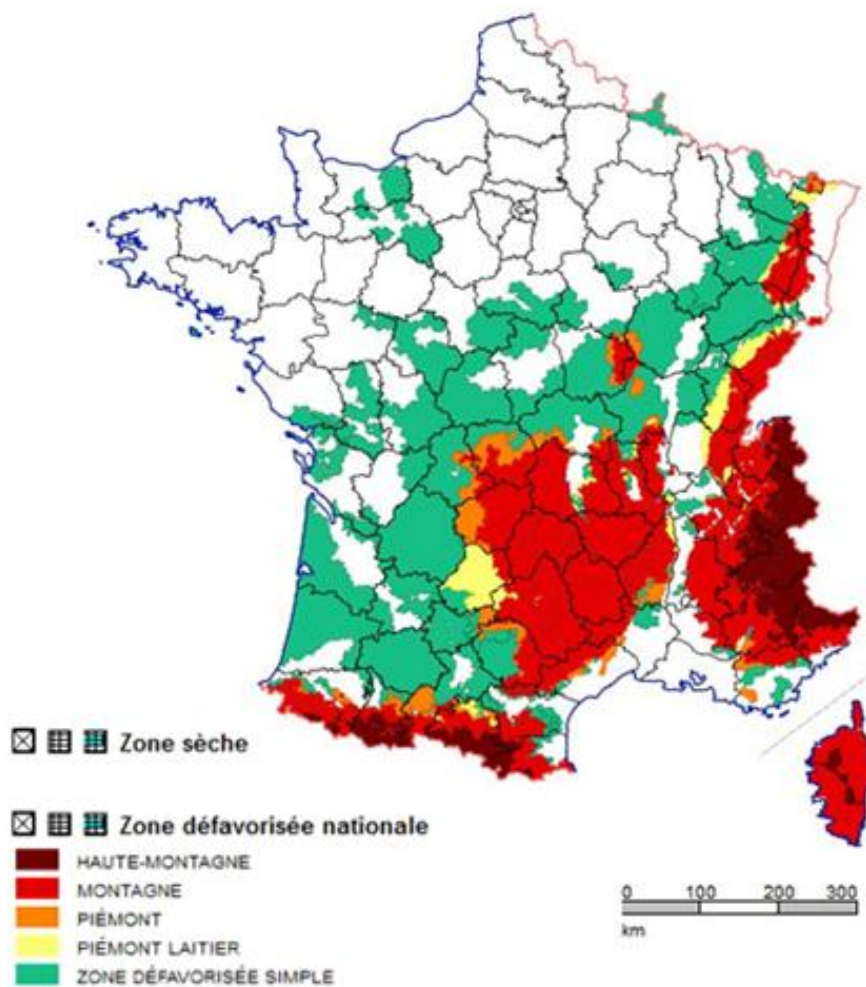 Zone sèche
Zone défavorisée nationale
HAUTE-MONTAGNE
MONTAGNE
PIÉMONT
PIÉMONT LAITIER
ZONE DÉFAVORISÉE SIMPLE
0 100 200 300
km